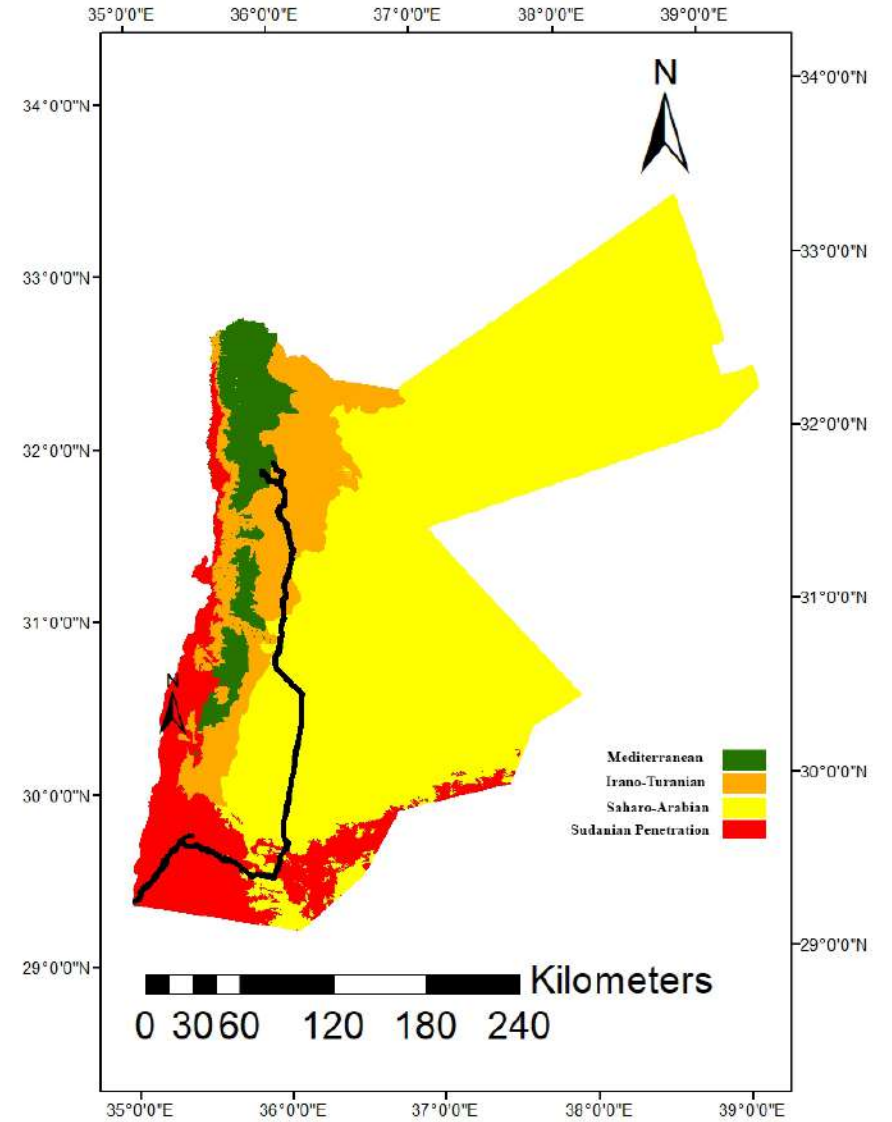 35°0'0"E 36°0'0"E 37°0'0"E 38°0'0"E 39°0'0"E
N
34°0'0"N 34°0'0"N
33°0'0"N 33°0'0"N
32°0'0"N 32°0'0"N
31°0'0"N 31°0'0"N
N
Mediterranean
Irano-Turanian
Saharo-Arabian
Sudanian Penetration
30°0'0"N 30°0'0"N
29°0'0"N 29°0'0"N
Kilometers
0 30 60 120 180 240
35°0'0"E 36°0'0"E 37°0'0"E 38°0'0"E 39°0'0"E